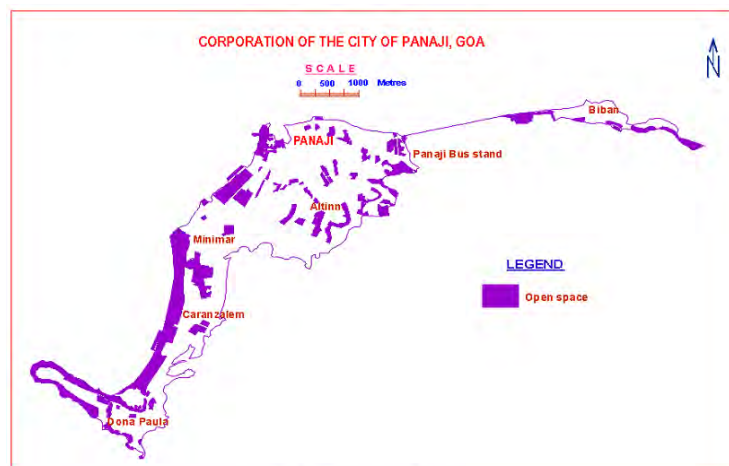 CORPORATION OF THE CITY OF PANAJI, GOA
SCALE
0 500 1000 Metres
N
Biban
PANAJI
Panaji Bus stand
Altinn
Minimar
LEGEND
Open space
Caranzalem
Dona Paula